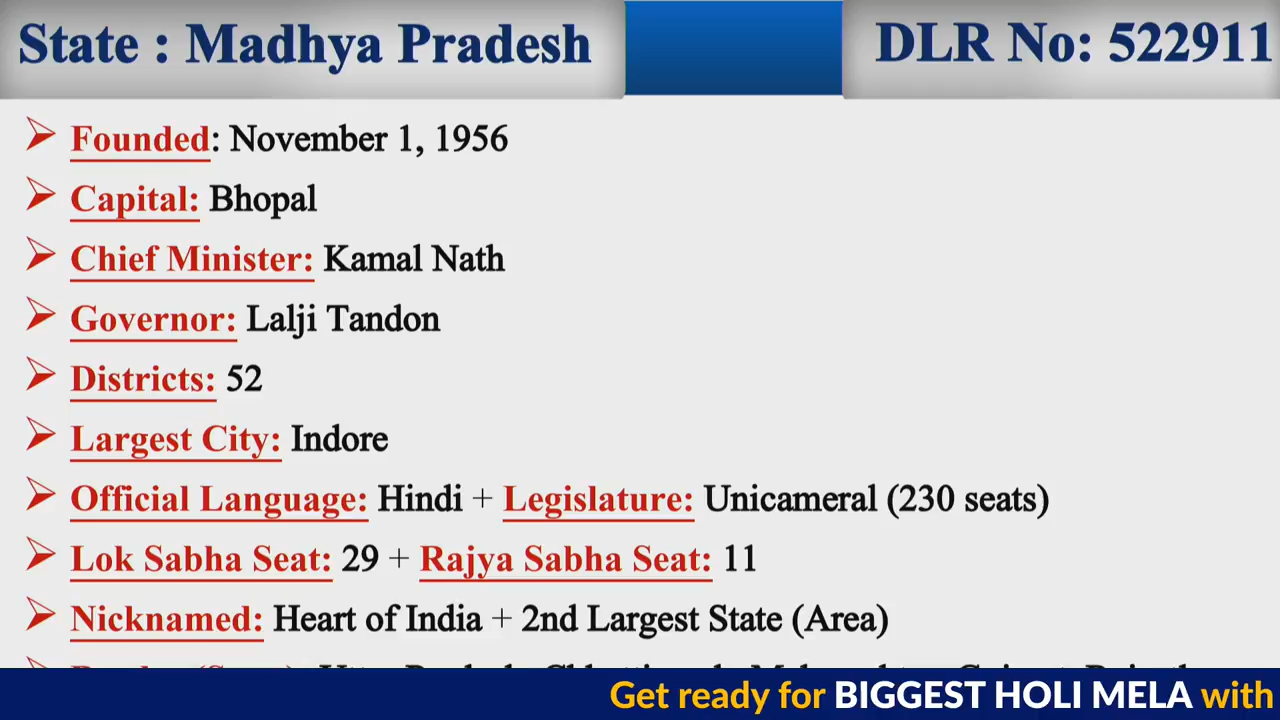 State : Madhya Pradesh
DLR No: 522911
Founded: November 1, 1956
Capital: Bhopal
Chief Minister: Kamal Nath
Governor: Lalji Tandon
Districts: 52
Largest City: Indore
Official Language: Hindi + Legislature: Unicameral (230 seats)
Lok Sabha Seat: 29 + Rajya Sabha Seat: 11
Nicknamed: Heart of India + 2nd Largest State (Area)
Get ready for BIGGEST HOLI MELA with